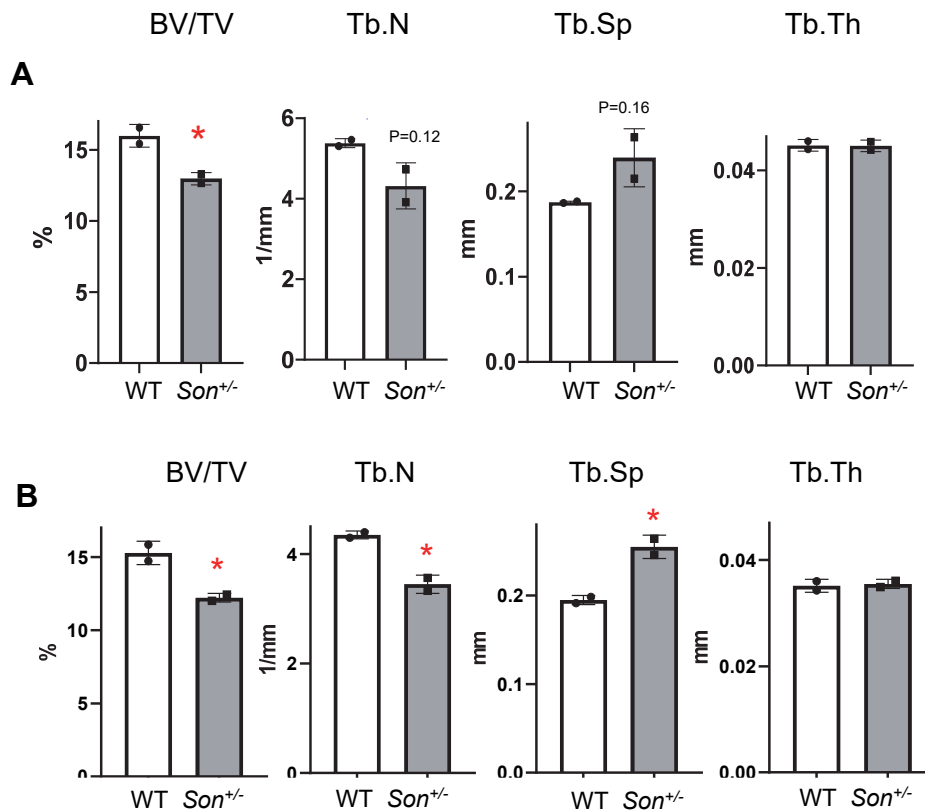 BV/TV Tb.N Tb.Sp Tb.Th
A
% 15 10 5 0 * WT Son+/-
1/mm 6 4 2 0 P=0.12 WT Son+/-
mm 0.2 0.1 0.0 P=0.16 WT Son+/-
mm 0.04 0.02 0.00 WT Son+/-
BV/TV Tb.N Tb.Sp Tb.Th
B
% 15 10 5 0 * WT Son+/-
1/mm 4 2 0 * WT Son+/-
mm 0.2 0.1 0.0 * WT Son+/-
mm 0.04 0.02 0.00 WT Son+/-